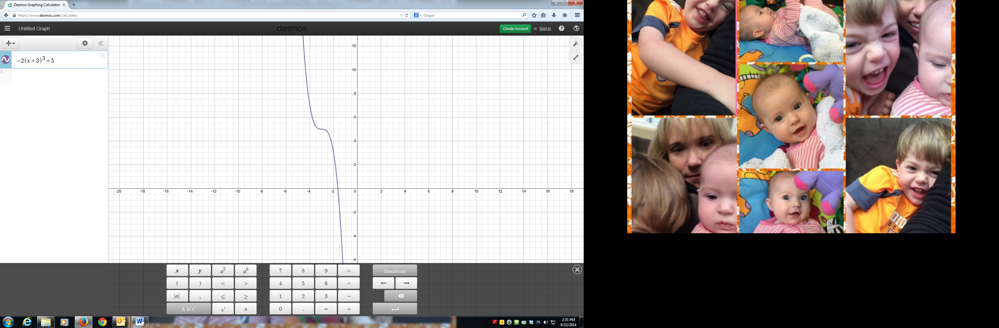 Desmos Graphing Calculator
https://www.desmos.com/calculator
Google
Untitled Graph
desmos
Create Account or Sign In
1
−2(x+3)³+5
2
12
10
8
6
4
2
-20 -18 -16 -14 -12 -10 -8 -6 -4 -2 0 2 4 6 8 10 12 14 16 18
-2
-4
-6
x y a² aᵇ 7 8 9 ÷ functions
( ) < > 4 5 6 × ← →
|a| , ≤ ≥ 1 2 3 −
A B C √ π 0 . = +
2:35 PM
9/23/2014